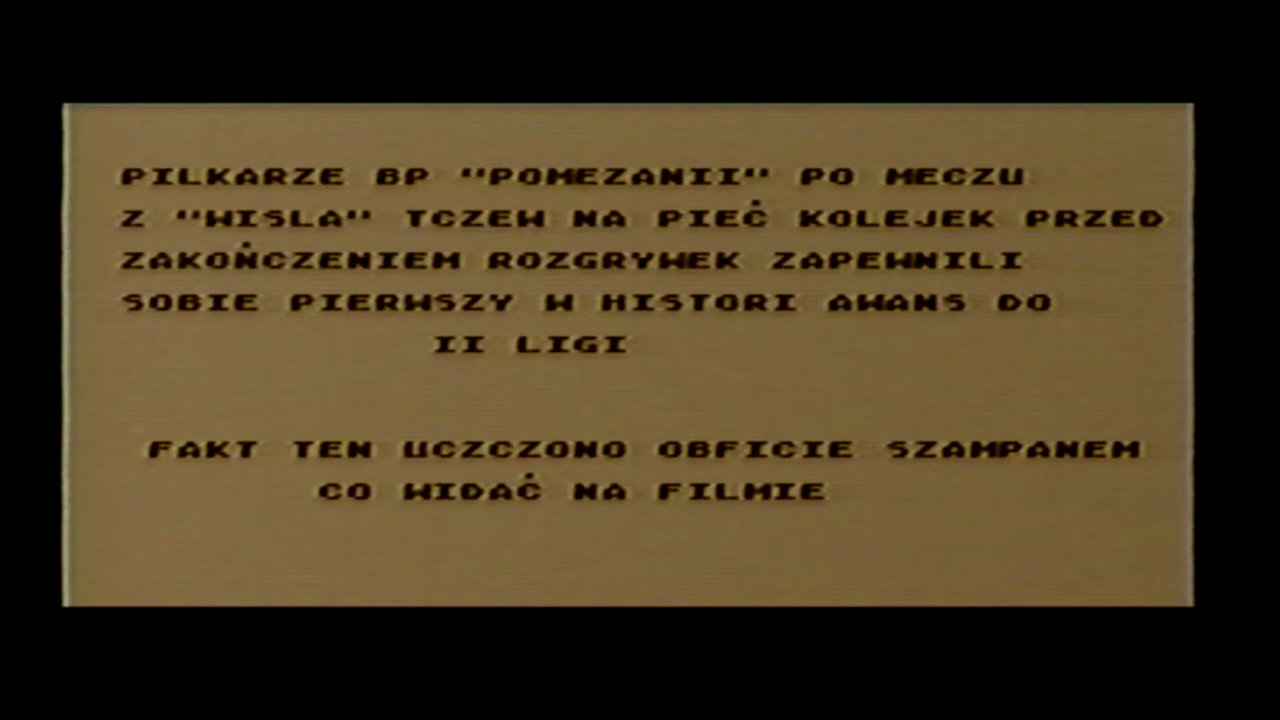 PILKARZE BP "POMEZANII" PO MECZU
Z "WISLA" TCZEW NA PIEĆ KOLEJEK PRZED
ZAKOŃCZENIEM ROZGRYWEK ZAPEWNILI
SOBIE PIERWSZY W HISTORI AWANS DO
II LIGI
FAKT TEN UCZCZONO OBFICIE SZAMPANEM
CO WIDAĆ NA FILMIE